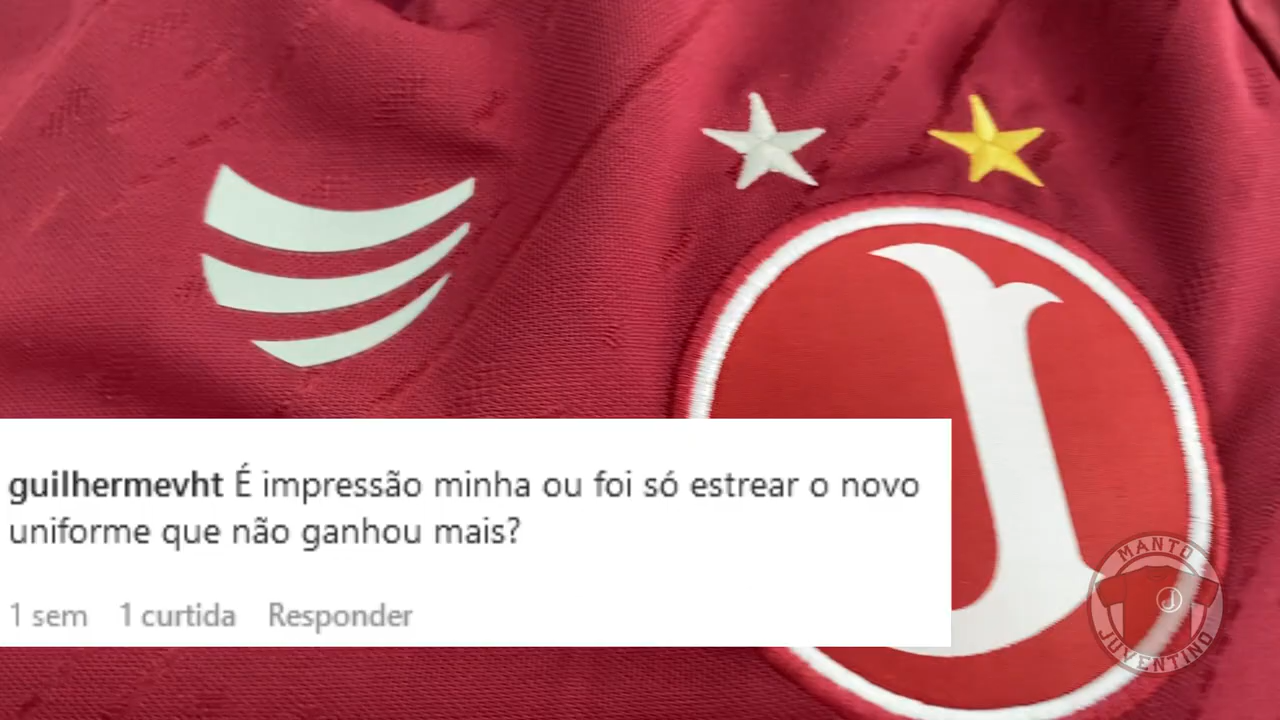 guilhermevht É impressão minha ou foi só estrear o novo
uniforme que não ganhou mais?
1 sem 1 curtida Responder
J
MANTO
J
JUVENTINO